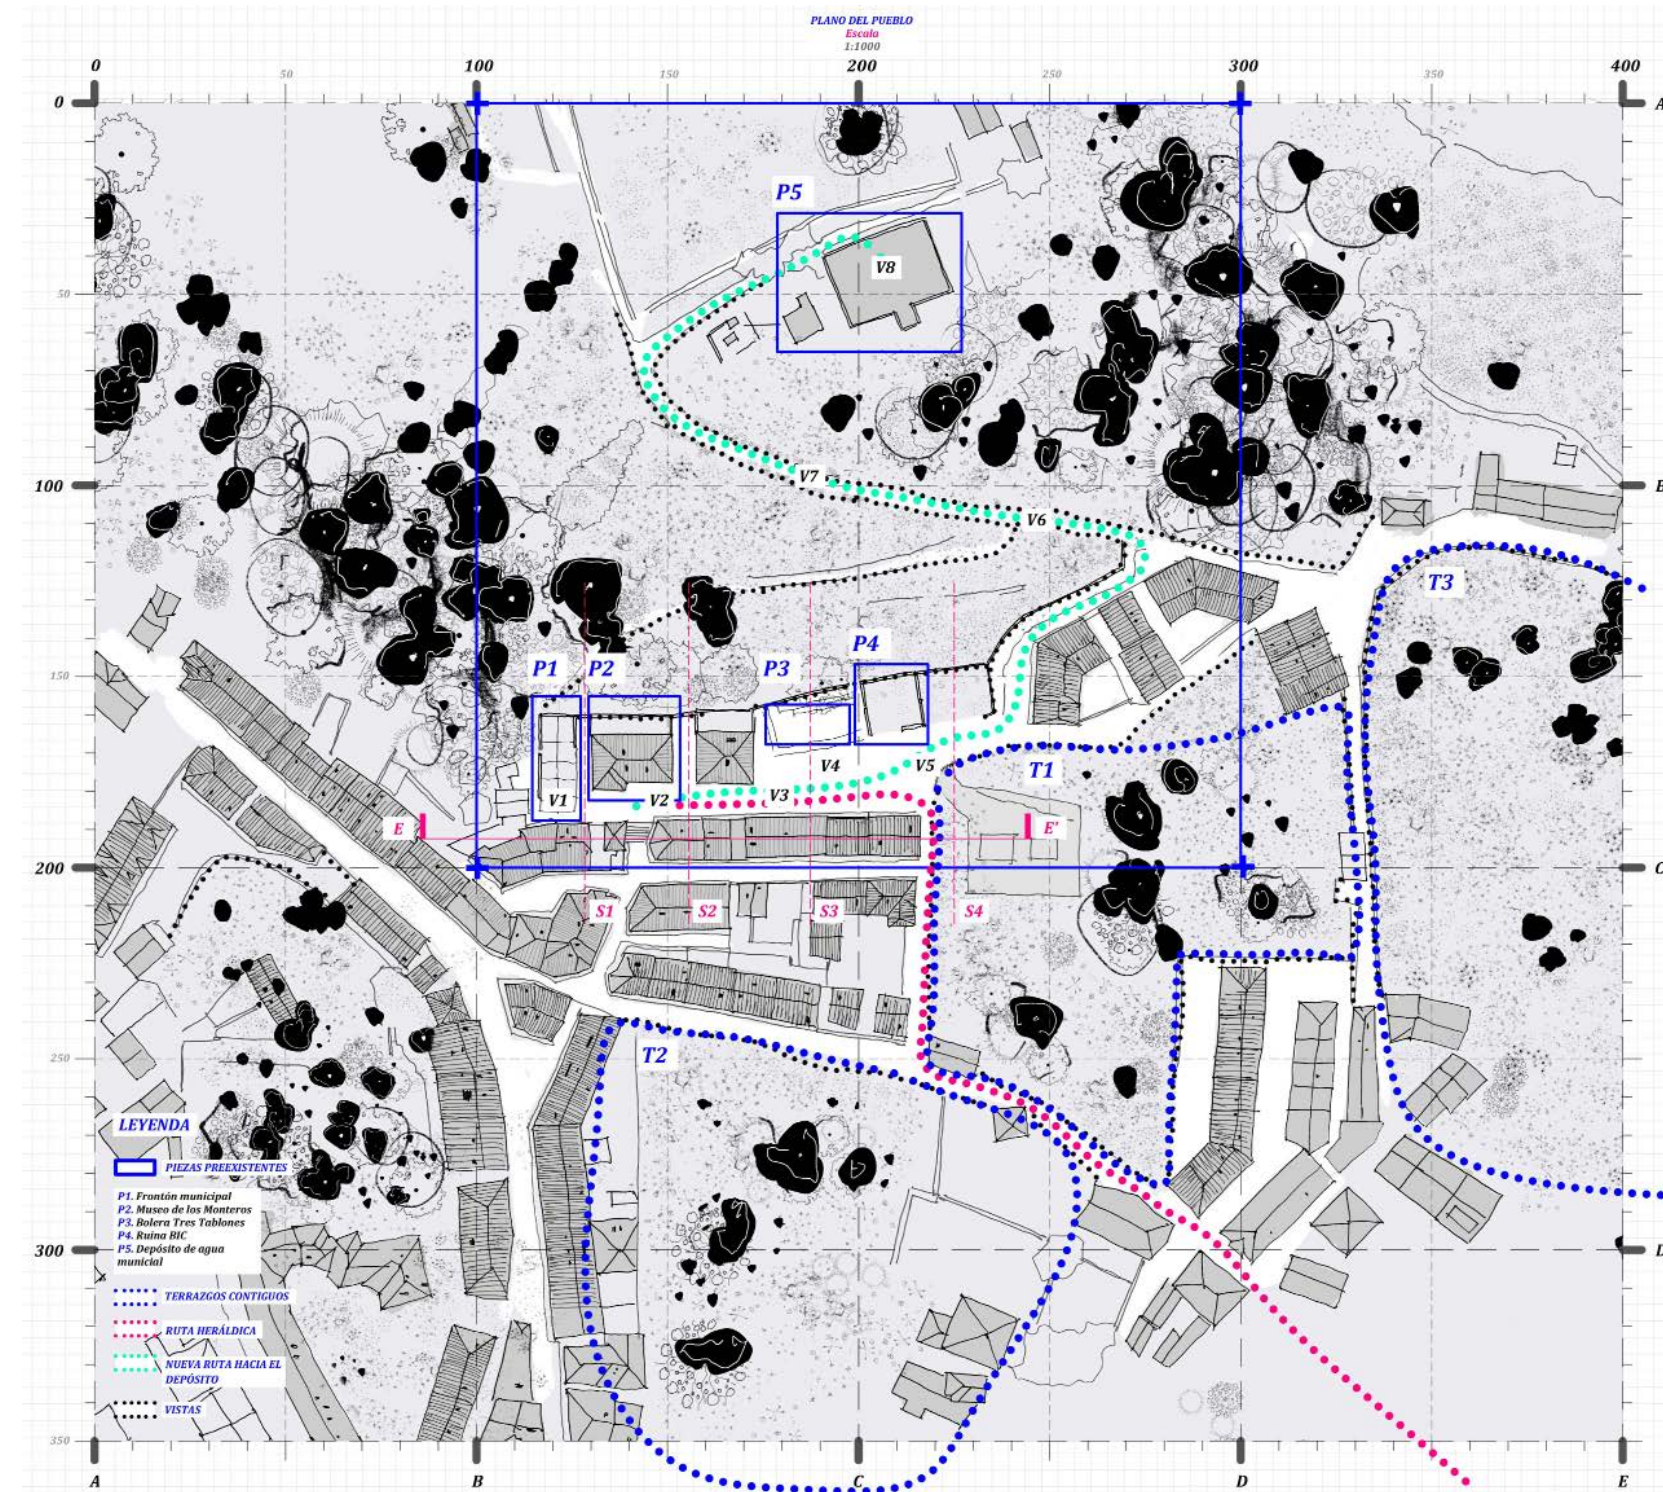 PLANO DEL PUEBLO
Escala
1:1000
0
50
100
150
200
250
300
350
400
0
A
P5
V8
50
100
B
V7
V6
T3
150
P1
P2
P3
P4
V4
V5
T1
V1
V2
V3
E
E'
200
C
S1
S2
S3
S4
250
T2
LEYENDA
PIEZAS PREEXISTENTES
P1. Frontón municipal
P2. Museo de los Monteros
P3. Bolera Tres Tablones
P4. Ruina BIC
P5. Depósito de agua
municial
300
D
TERRAZGOS CONTIGUOS
RUTA HERÁLDICA
NUEVA RUTA HACIA EL
DEPÓSITO
VISTAS
350
A
B
C
D
E